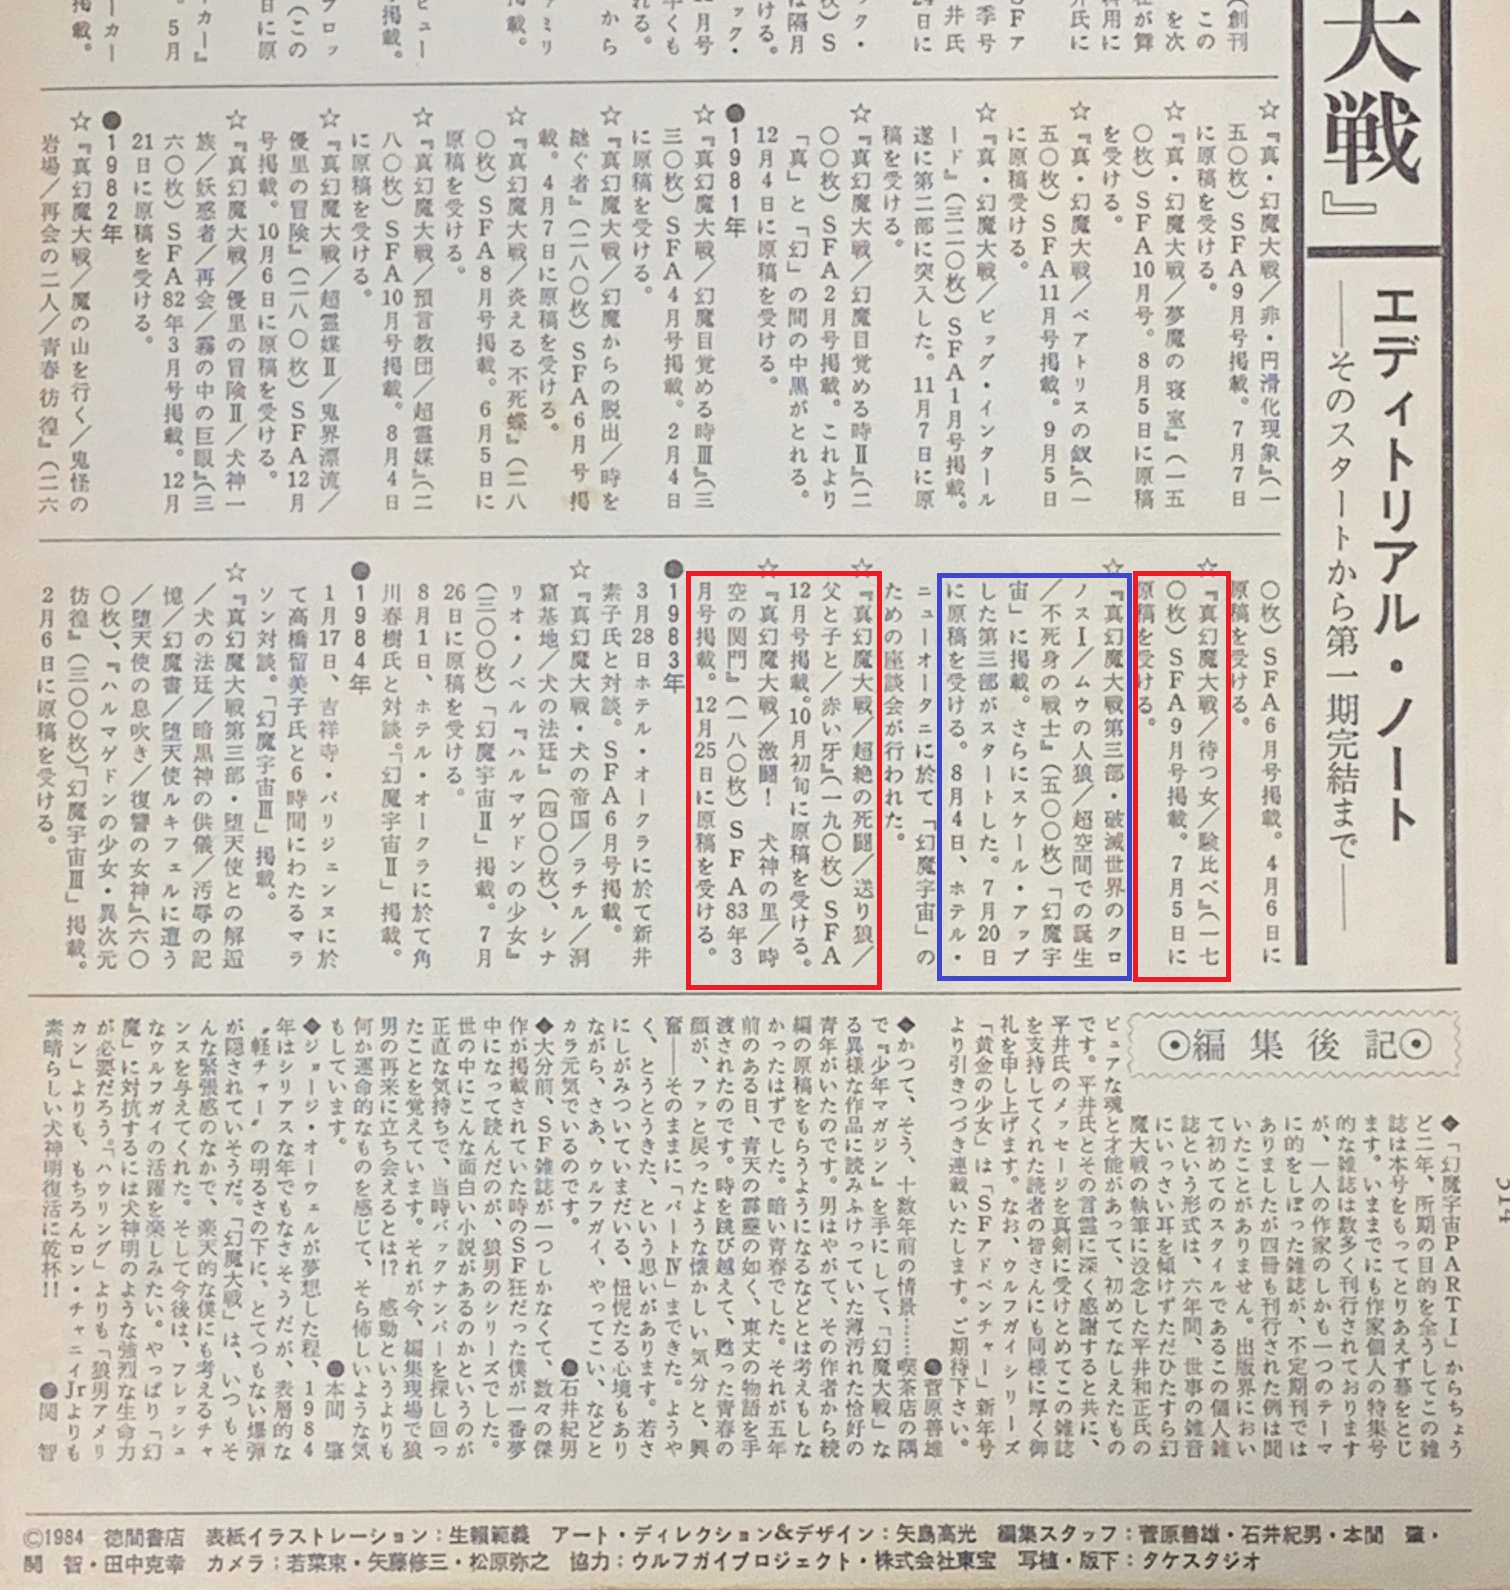 大戦』
エディトリアル・ノート
——そのスタートから第一期完結まで——
(創刊
この
を次
が舞
用に
氏に
SFア
季号
井氏
24日に
ック・
枚)S
は隔月
ける。
ック・
月号
くも
れる。
から
ミリ
掲載。
ビュー
掲載。
ロッ
(この
日に原
カー』
5月
ーカー
掲載。
☆『真・幻魔大戦/非・円滑化現象』(一
五〇枚)SFA9月号掲載。7月7日
に原稿を受ける。
☆『真・幻魔大戦/夢魔の寝室』(一五
〇枚)SFA10月号。8月5日に原稿
を受ける。
☆『真・幻魔大戦/ベアトリスの釵』(一
五〇枚)SFA11月号掲載。9月5日
に原稿受ける。
☆『真・幻魔大戦/ビッグ・インタール
ード』(三二〇枚)SFA1月号掲載。
遂に第二部に突入した。11月7日に原
稿を受ける。
☆『真幻魔大戦/幻魔目覚める時Ⅱ』(二
〇〇枚)SFA2月号掲載。これより
「真」と「幻」の間の中黒がとれる。
12月4日に原稿を受ける。
●1981年
☆『真幻魔大戦/幻魔目覚める時Ⅲ』(三
三〇枚)SFA4月号掲載。2月4日
に原稿を受ける。
☆『真幻魔大戦/幻魔からの脱出/時を
継ぐ者』(二八〇枚)SFA6月号掲
載。4月7日に原稿を受ける。
☆『真幻魔大戦/炎える不死蝶』(二八
〇枚)SFA8月号掲載。6月5日に
原稿を受ける。
☆『真幻魔大戦/預言教団/超霊媒』(二
八〇枚)SFA10月号掲載。8月4日
に原稿を受ける。
☆『真幻魔大戦/超霊媒Ⅱ/鬼界漂流/
優里の冒険』(二八〇枚)SFA12月
号掲載。10月6日に原稿を受ける。
☆『真幻魔大戦/優里の冒険Ⅱ/犬神一
族/妖惑者/再会/霧の中の巨眼』(三
六〇枚)SFA82年3月号掲載。12月
21日に原稿を受ける。
●1982年
☆『真幻魔大戦/魔の山を行く/鬼怪の
岩場/再会の二人/青春彷徨』(二六
〇枚)SFA6月号掲載。4月6日に
原稿を受ける。
☆『真幻魔大戦/待つ女/験比べ』(一七
〇枚)SFA9月号掲載。7月5日に
原稿を受ける。
☆『真幻魔大戦第三部・破滅世界のクロ
ノスⅠ/ムウの人狼/超空間での誕生
/不死身の戦士』(五〇〇枚)「幻魔宇
宙」に掲載。さらにスケール・アップ
した第三部がスタートした。7月20日
に原稿を受ける。8月4日、ホテル・
ニューオータニに於て「幻魔宇宙」の
ための座談会が行われた。
☆『真幻魔大戦/超絶の死闘/送り狼/
父と子と/赤い牙』(一九〇枚)SFA
12月号掲載。10月初旬に原稿を受ける。
☆『真幻魔大戦/激闘! 犬神の里/時
空の関門』(一八〇枚)SFA83年3
月号掲載。12月25日に原稿を受ける。
●1983年
3月28日ホテル・オークラに於て新井
素子氏と対談。SFA6月号掲載。
☆『真幻魔大戦・犬の帝国/ラチル/洞
窟基地/犬の法廷』(四〇〇枚)、シナ
リオ・ノベル『ハルマゲドンの少女』
(三〇〇枚)「幻魔宇宙Ⅱ」掲載。7月
26日に原稿を受ける。
8月1日、ホテル・オークラに於て角
川春樹氏と対談。「幻魔宇宙Ⅱ」掲載。
●1984年
1月17日、吉祥寺・パリジェンヌに於
て高橋留美子氏と6時間にわたるマラ
ソン対談。「幻魔宇宙Ⅲ」掲載。
☆『真幻魔大戦第三部・堕天使との邂逅
/犬の法廷/暗黒神の供儀/汚辱の記
憶/幻魔書/堕天使ルキフェルに遭う
/堕天使の息吹き/復讐の女神』(六〇
〇枚)、『ハルマゲドンの少女・異次元
彷徨』(三〇〇枚)「幻魔宇宙Ⅲ」掲載。
2月6日に原稿を受ける。
514
⦿編集後記⦿
◆「幻魔宇宙PARTⅠ」からちょう
ど二年、所期の目的を全うしてこの雑
誌は本号をもってとりあえず幕をとじ
ます。いままでにも作家個人の特集号
的な雑誌は数多く刊行されております
が、一人の作家のしかも一つのテーマ
に的をしぼった雑誌が、不定期刊では
ありましたが四冊も刊行された例は聞
いたことがありません。出版界におい
て初めてのスタイルであるこの個人雑
誌という形式は、六年間、世事の雑音
にいっさい耳を傾けずただひたすら幻
魔大戦の執筆に没念した平井和正氏の
ピュアな魂と才能があって、初めてなしえたもの
です。平井氏とその言霊に深く感謝すると共に、
平井氏のメッセージを真剣に受けとめてこの雑誌
を支持してくれた読者の皆さんにも同様に厚く御
礼を申し上げます。なお、ウルフガイシリーズ
「黄金の少女」は「SFアドベンチャー」新年号
より引きつづき連載いたします。ご期待下さい。
●菅原善雄
◆かつて、そう、十数年前の情景……喫茶店の隅
で『少年マガジン』を手にして、「幻魔大戦」な
る異様な作品に読みふけっていた薄汚れた恰好の
青年がいたのです。男はやがて、その作者から続
編の原稿をもらうようになるなどとは考えもしな
かったはずでした。暗い青春でした。それが五年
前のある日、青天の霹靂の如く、東丈の物語を手
渡されたのです。時を跳び越えて、甦った青春の
顔が、フッと戻ったような懐かしい気分と、興
奮——そのままに「パートⅣ」まできた。ようや
く、とうとうきた、という思いがあります。若さ
にしがみついていまだいる、忸怩たる心境もあり
ながら、さあ、ウルフガイ、やってこい、などと
カラ元気でいるのです。
●石井紀男
◆大分前、SF雑誌が一つしかなくて、数々の傑
作が掲載されていた時のSF狂だった僕が一番夢
中になって読んだのが、狼男のシリーズでした。
世の中にこんな面白い小説があるのかというのが
正直な気持ちで、当時バックナンバーを探し回っ
たことを覚えています。それが今、編集現場で狼
男の再来に立ち会えるとは!? 感動というよりも
何か運命的なものを感じて、そら怖しいような気
もしています。
●本間 肇
◆ジョージ・オーウェルが夢想した程、1984
年はシリアスな年でもなさそうだが、表層的な
〝軽チャー〟の明るさの下に、とてつもない爆弾
が隠されていそうだ。「幻魔大戦」は、いつもそ
んな緊張感のなかで、楽天的な僕にも考えるチャ
ンスを与えてくれた。そして今後は、フレッシュ
なウルフガイの活躍を楽しみたい。やっぱり「幻
魔」に対抗するには犬神明のような強烈な生命力
が必要だろう。「ハウリング」よりも「狼男アメリ
カン」よりも、もちろんロン・チャニィJrよりも
素晴らしい犬神明復活に乾杯!!
●関 智
©1984 徳間書店 表紙イラストレーション:生賴範義 アート・ディレクション&デザイン:矢島高光 編集スタッフ:菅原善雄・石井紀男・本間 肇・
関 智・田中克幸 カメラ:若菜東・矢藤修三・松原弥之 協力:ウルフガイプロジェクト・株式会社東宝 写植・版下:タケスタジオ